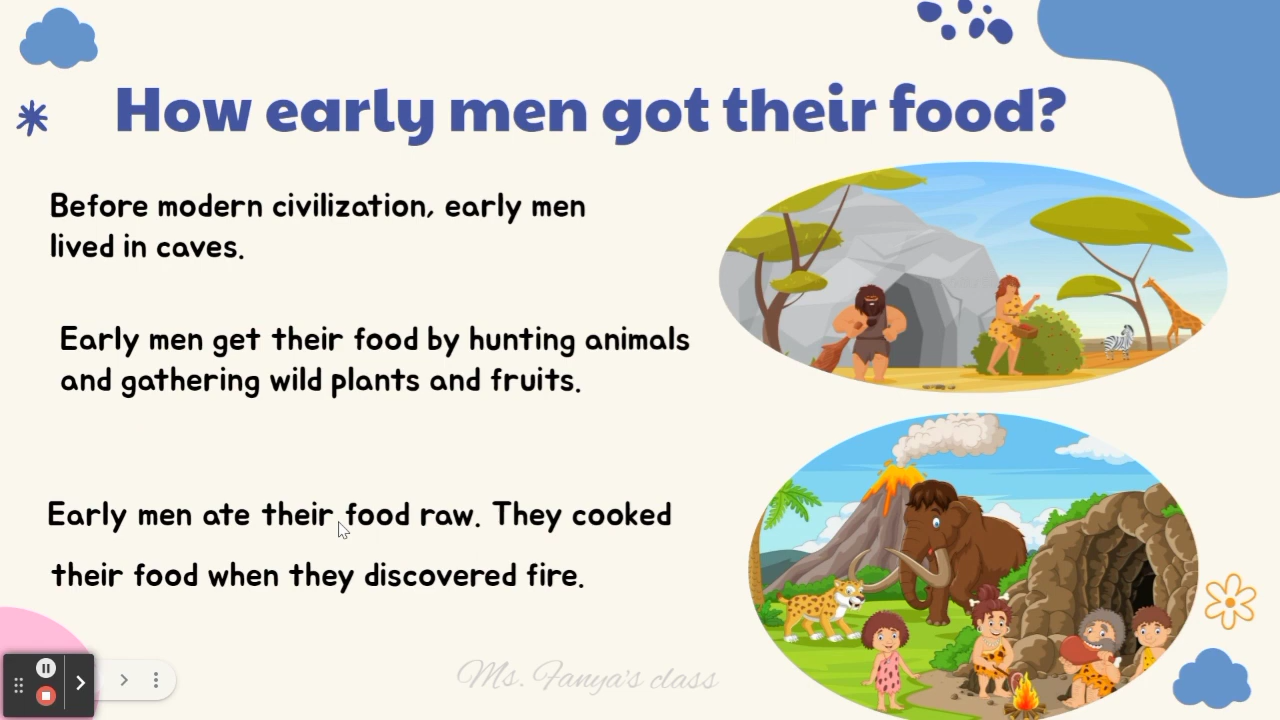 How early men got their food?
Before modern civilization, early men
lived in caves.
Early men get their food by hunting animals
and gathering wild plants and fruits.
Early men ate their food raw. They cooked
their food when they discovered fire.
Ms. Fanya's class